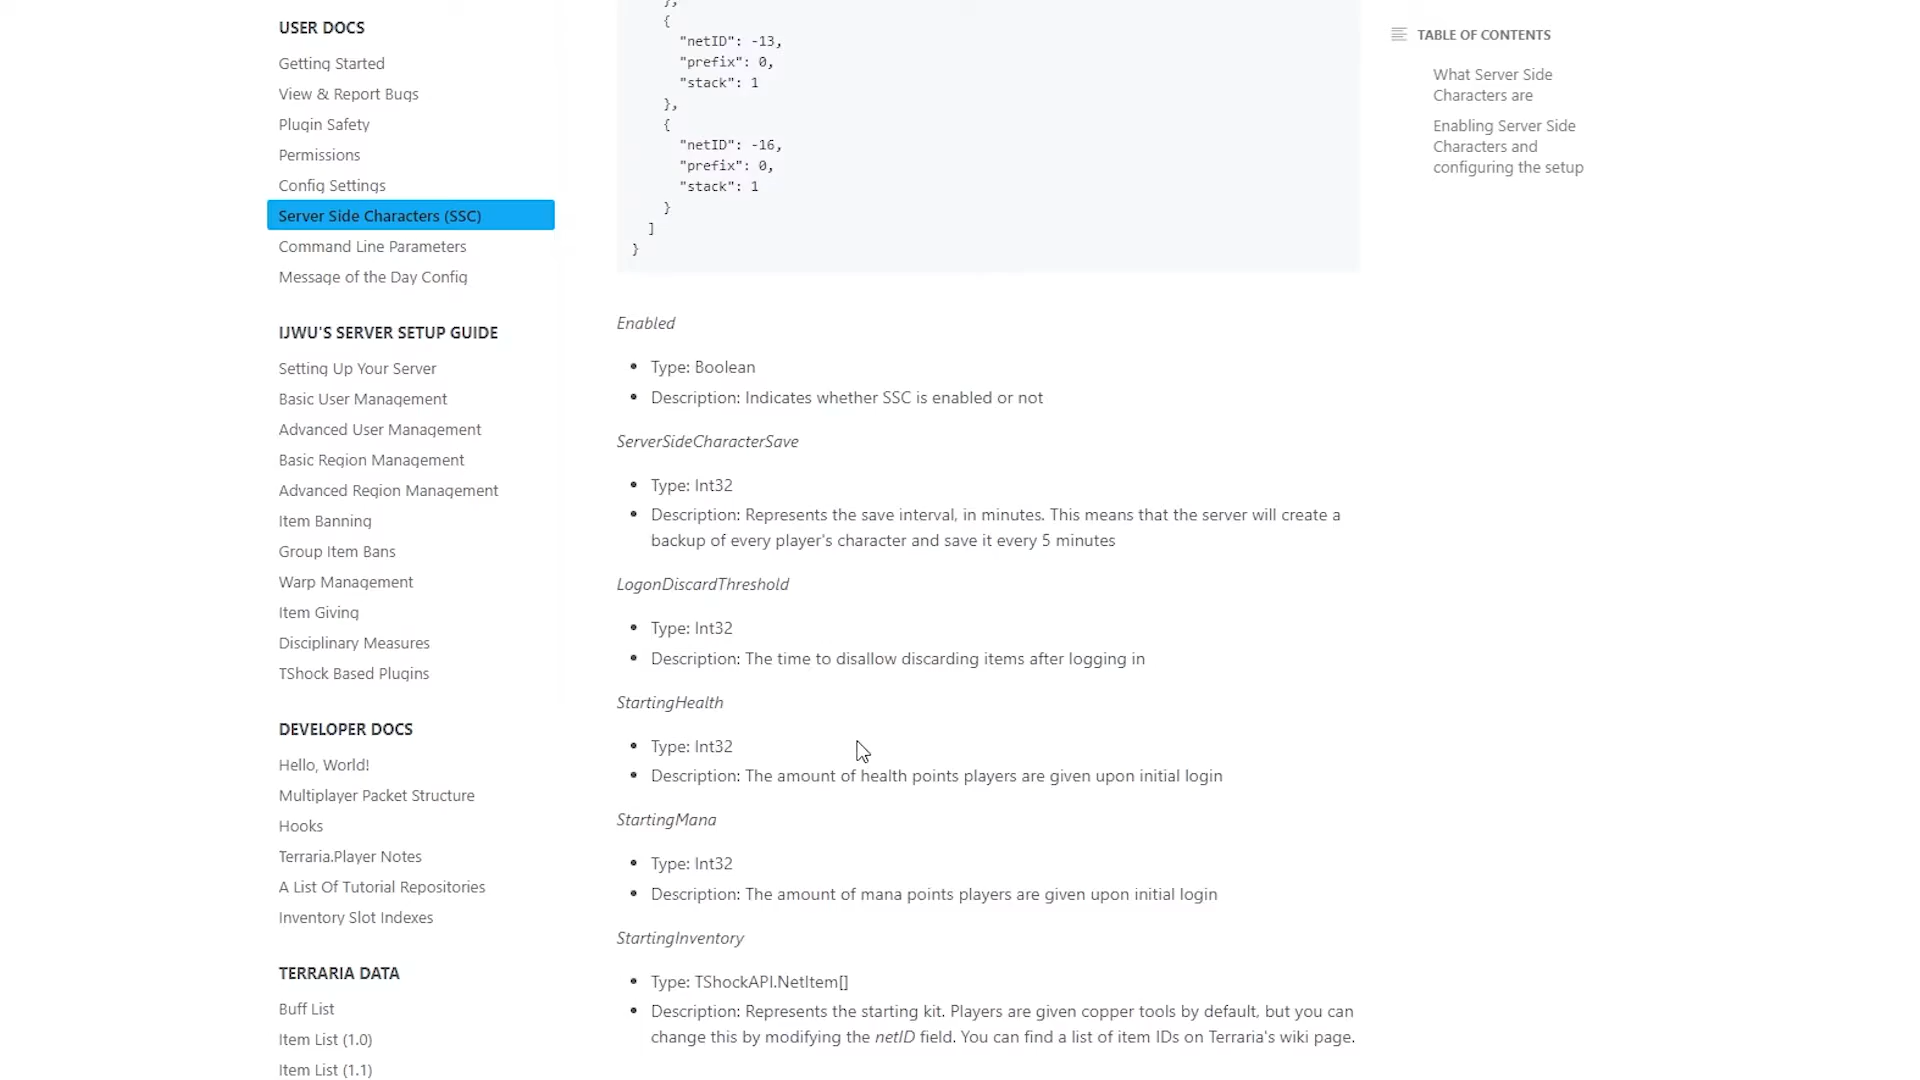 USER DOCS
Getting Started
View & Report Bugs
Plugin Safety
Permissions
Config Settings
Server Side Characters (SSC)
Command Line Parameters
Message of the Day Config
IJWU'S SERVER SETUP GUIDE
Setting Up Your Server
Basic User Management
Advanced User Management
Basic Region Management
Advanced Region Management
Item Banning
Group Item Bans
Warp Management
Item Giving
Disciplinary Measures
TShock Based Plugins
DEVELOPER DOCS
Hello, World!
Multiplayer Packet Structure
Hooks
Terraria.Player Notes
A List Of Tutorial Repositories
Inventory Slot Indexes
TERRARIA DATA
Buff List
Item List (1.0)
Item List (1.1)
},
{
"netID": -13,
"prefix": 0,
"stack": 1
},
{
"netID": -16,
"prefix": 0,
"stack": 1
}
]
}
Enabled
• Type: Boolean
• Description: Indicates whether SSC is enabled or not
ServerSideCharacterSave
• Type: Int32
• Description: Represents the save interval, in minutes. This means that the server will create a
backup of every player's character and save it every 5 minutes
LogonDiscardThreshold
• Type: Int32
• Description: The time to disallow discarding items after logging in
StartingHealth
• Type: Int32
• Description: The amount of health points players are given upon initial login
StartingMana
• Type: Int32
• Description: The amount of mana points players are given upon initial login
StartingInventory
• Type: TShockAPI.NetItem[]
• Description: Represents the starting kit. Players are given copper tools by default, but you can
change this by modifying the netID field. You can find a list of item IDs on Terraria's wiki page.
TABLE OF CONTENTS
What Server Side
Characters are
Enabling Server Side
Characters and
configuring the setup